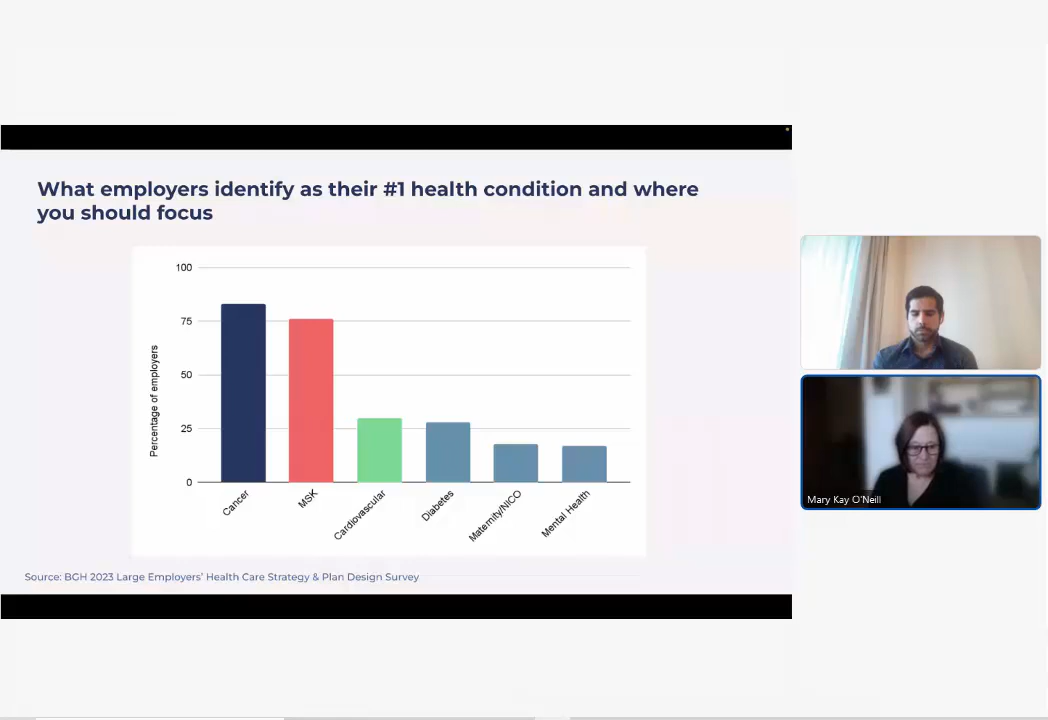 What employers identify as their #1 health condition and where
you should focus
100
75
50
25
0
Percentage of employers
Cancer
MSK
Cardiovascular
Diabetes
Maternity/NICO
Mental Health
Source: BGH 2023 Large Employers' Health Care Strategy & Plan Design Survey
Mary Kay O'Neill